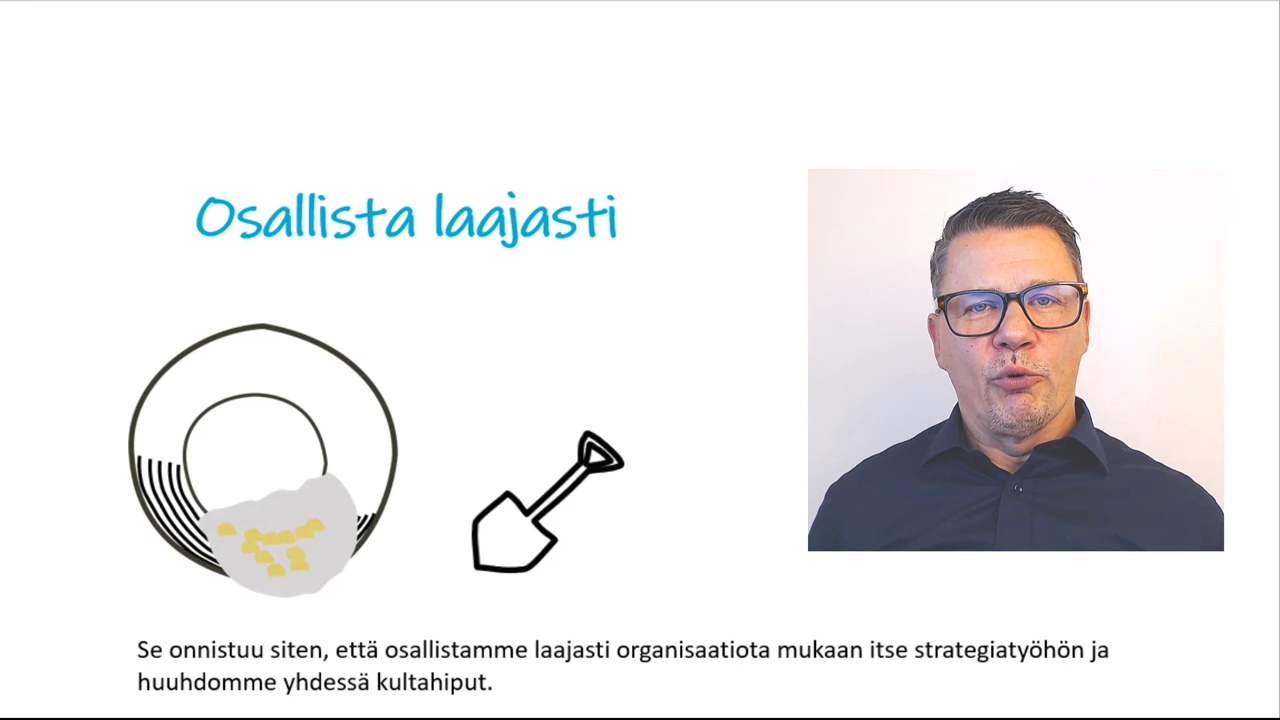 Osallista laajasti
Se onnistuu siten, että osallistamme laajasti organisaatiota mukaan itse strategiatyöhön ja
huuhdomme yhdessä kultahiput.